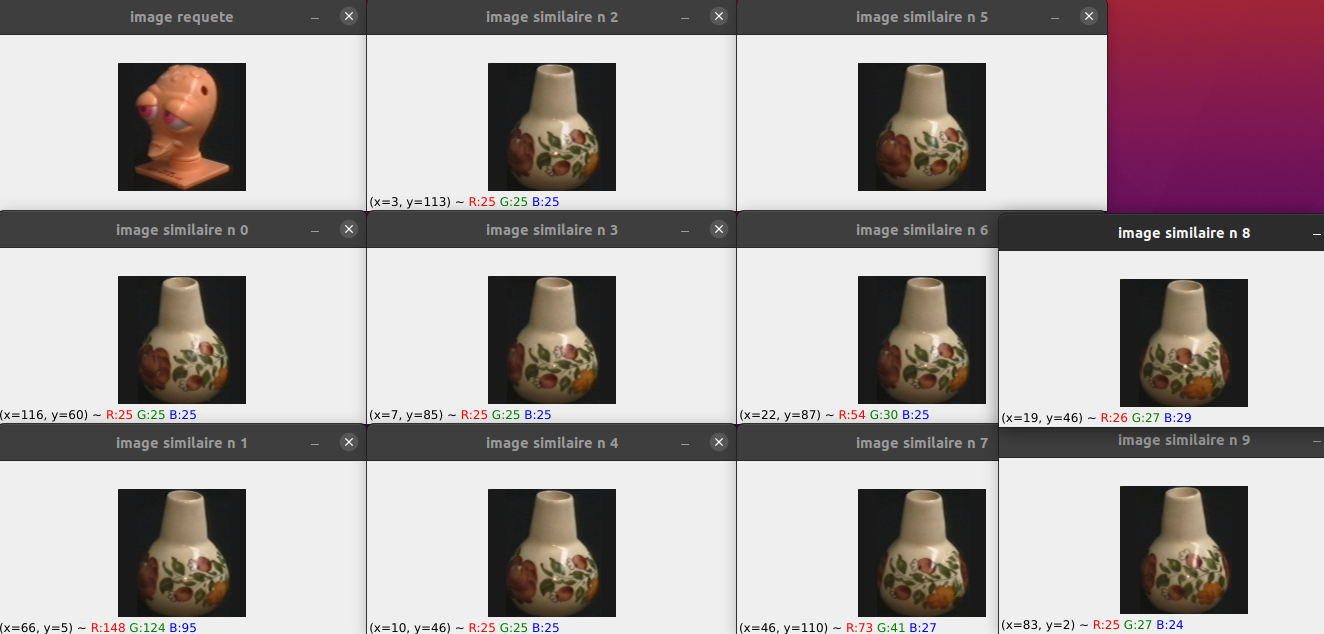 image requete
image similaire n 2
image similaire n 5
(x=3, y=113) ~ R:25 G:25 B:25
image similaire n 0
image similaire n 3
image similaire n 6
image similaire n 8
(x=116, y=60) ~ R:25 G:25 B:25
(x=7, y=85) ~ R:25 G:25 B:25
(x=22, y=87) ~ R:54 G:30 B:25
(x=19, y=46) ~ R:26 G:27 B:29
image similaire n 1
image similaire n 4
image similaire n 7
image similaire n 9
(x=66, y=5) ~ R:148 G:124 B:95
(x=10, y=46) ~ R:25 G:25 B:25
(x=46, y=110) ~ R:73 G:41 B:27
(x=83, y=2) ~ R:25 G:27 B:24